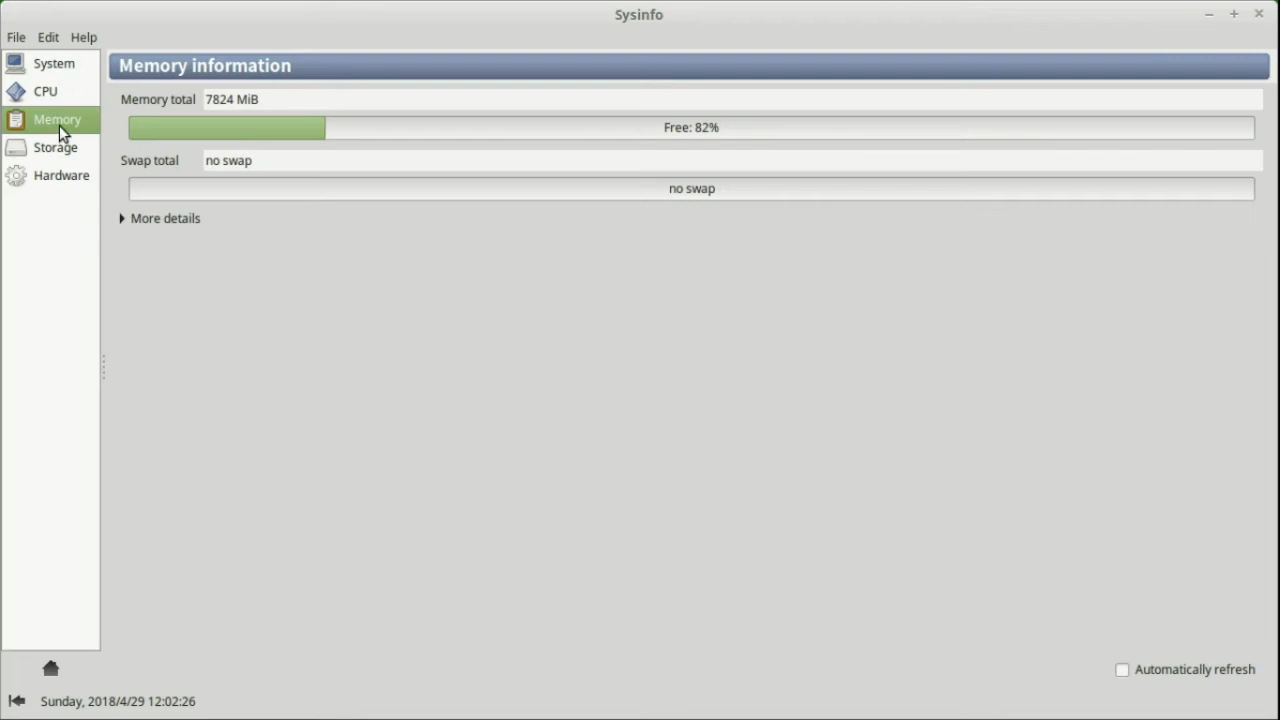 Sysinfo
File Edit Help
System
CPU
Memory
Storage
Hardware
Memory information
Memory total 7824 MiB
Free: 82%
Swap total no swap
no swap
More details
Automatically refresh
Sunday, 2018/4/29 12:02:26